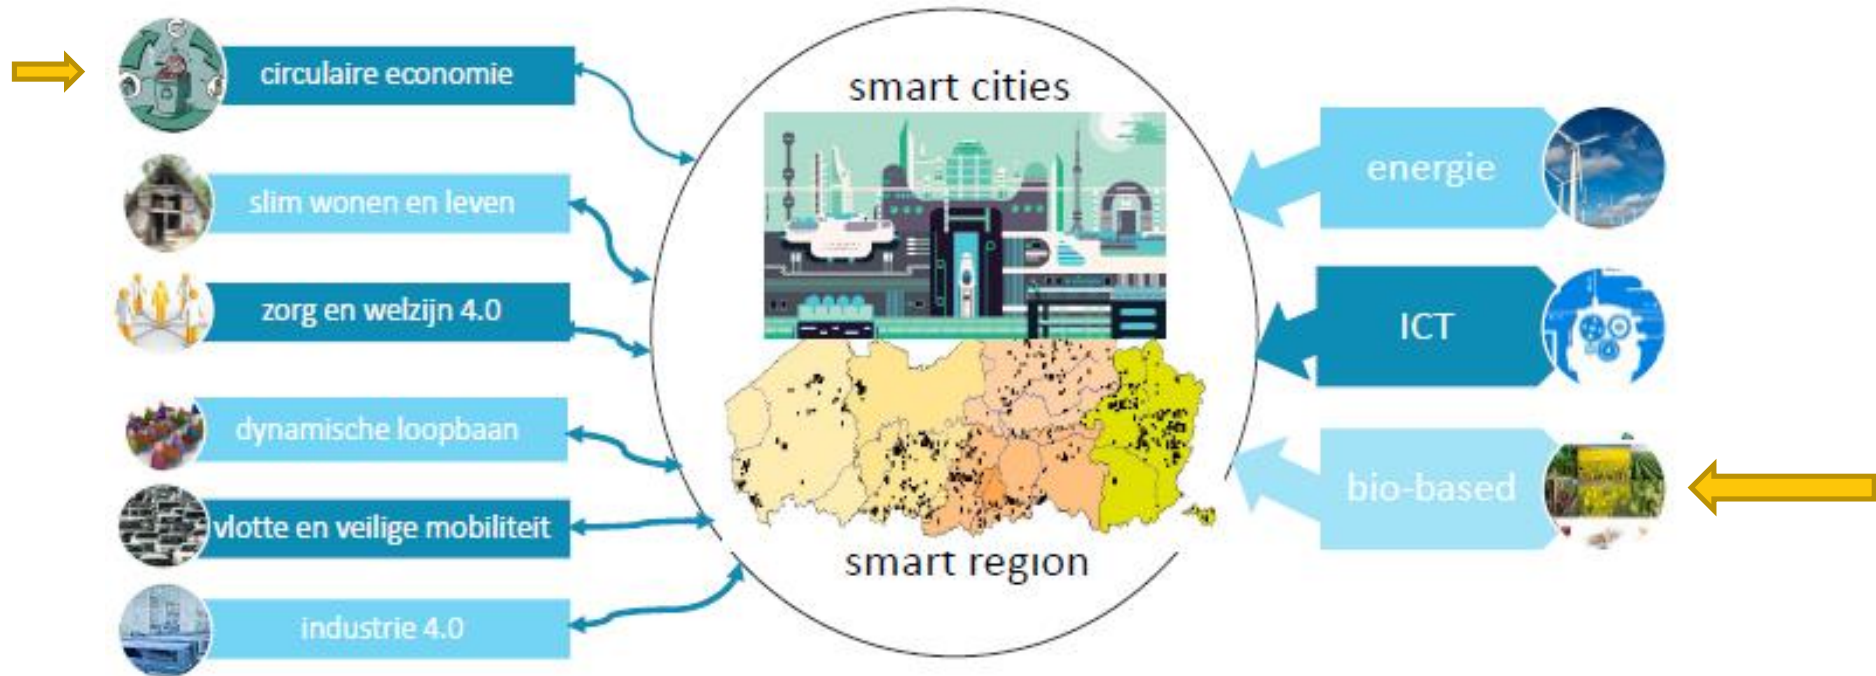 circulaire economie
slim wonen en leven
zorg en welzijn 4.0
dynamische loopbaan
vlotte en veilige mobiliteit
industrie 4.0
smart cities
smart region
energie
ICT
bio-based